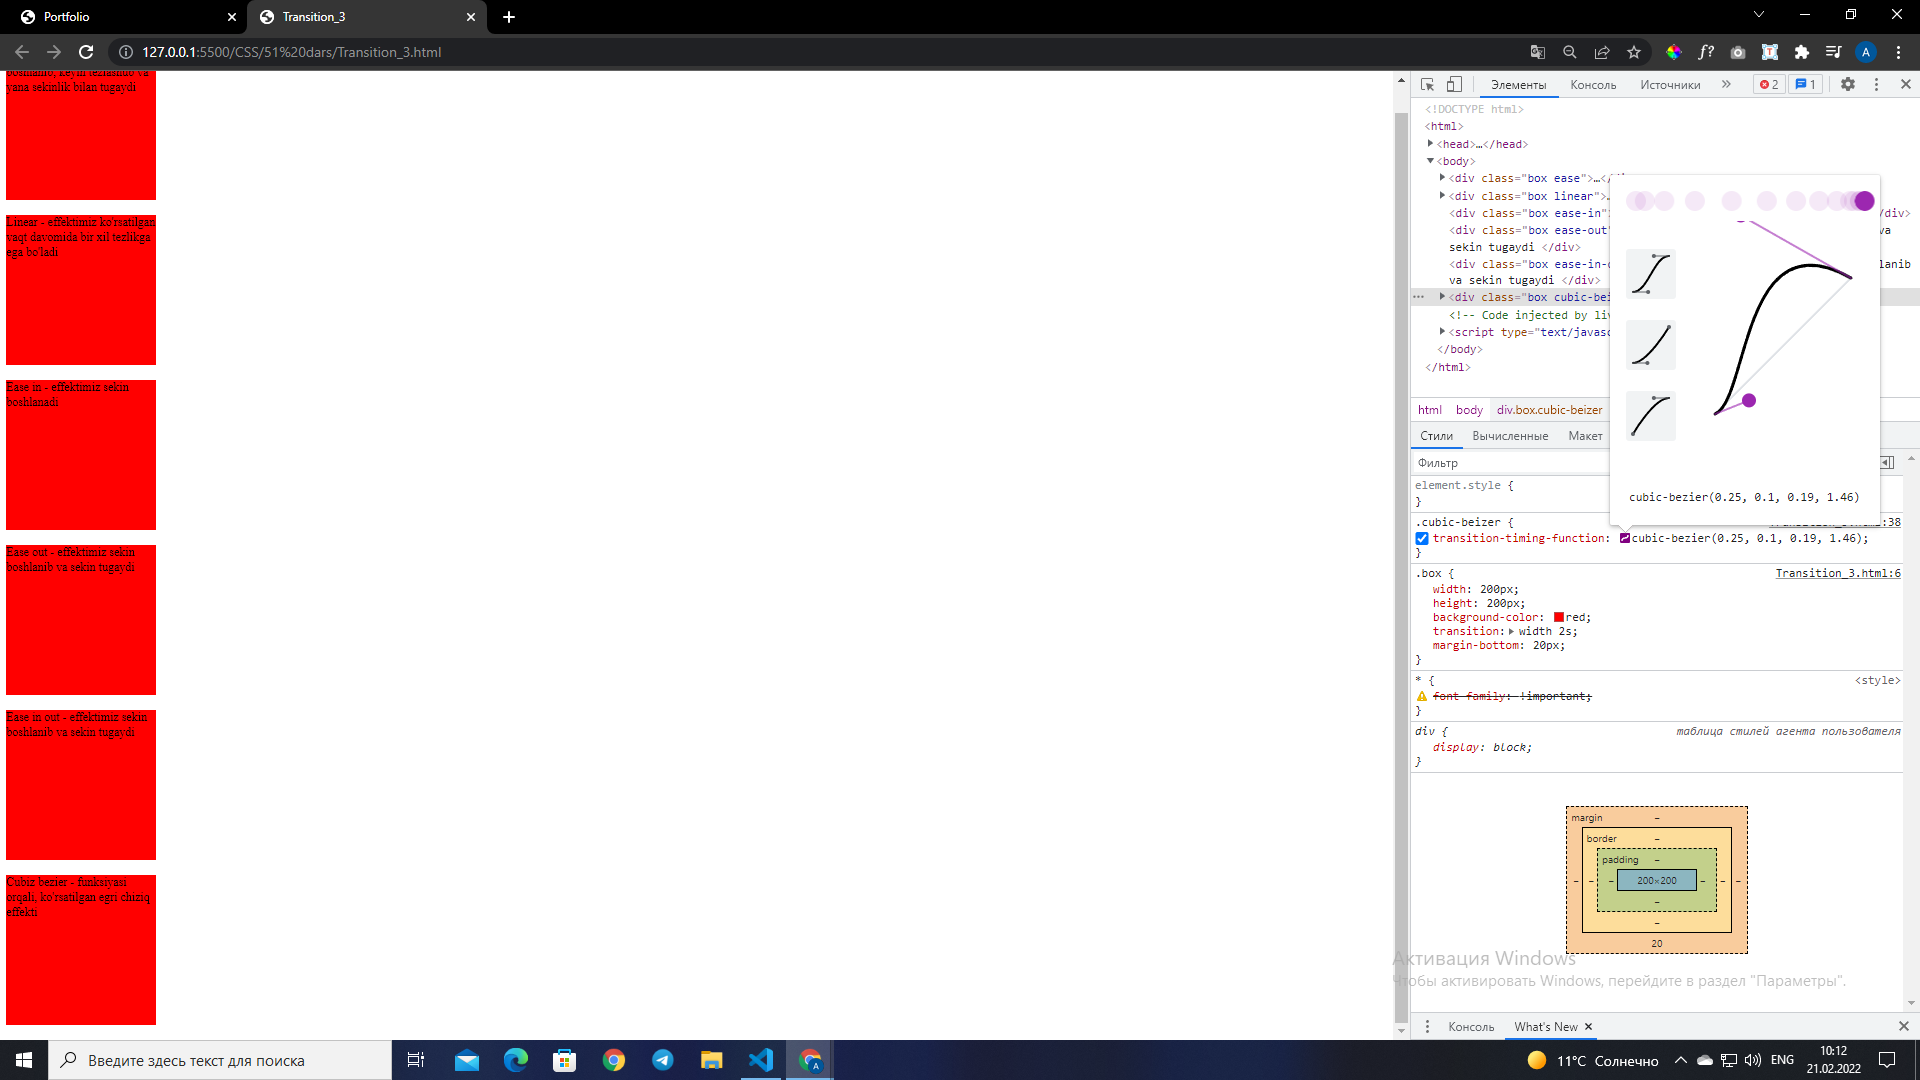 Portfolio
Transition_3
127.0.0.1:5500/CSS/51%20dars/Transition_3.html
boshlanib, keyin tezlashub va
yana sekinlik bilan tugaydi
Linear - effektimiz ko'rsatilgan
vaqt davomida bir xil tezlikga
ega bo'ladi
Ease in - effektimiz sekin
boshlanadi
Ease out - effektimiz sekin
boshlanib va sekin tugaydi
Ease in out - effektimiz sekin
boshlanib va sekin tugaydi
Cubiz bezier - funksiyasi
orqali, ko'rsatilgan egri chiziq
effekti
Элементы Консоль Источники 2 1
<!DOCTYPE html>
<html>
<head>…</head>
<body>
<div class="box ease">…</
<div class="box linear">
<div class="box ease-in" /div>
<div class="box ease-out" va
sekin tugaydi </div>
<div class="box ease-in- lanib
va sekin tugaydi </div>
<div class="box cubic-bei
<!-- Code injected by li
<script type="text/javasc
</body>
</html>
html body div.box.cubic-beizer
Стили Вычисленные Макет
Фильтр
cubic-bezier(0.25, 0.1, 0.19, 1.46)
element.style {
}
.cubic-beizer { :38
transition-timing-function: cubic-bezier(0.25, 0.1, 0.19, 1.46);
}
.box { Transition_3.html:6
width: 200px;
height: 200px;
background-color: red;
transition: width 2s;
margin-bottom: 20px;
}
* { <style>
font-family: !important;
}
div { таблица стилей агента пользователя
display: block;
}
margin –
border –
padding –
– – – 200×200 – – –
–
–
20
Активация Windows
Чтобы активировать Windows, перейдите в раздел "Параметры".
Консоль What's New
Введите здесь текст для поиска
11°C Солнечно
ENG
10:12
21.02.2022